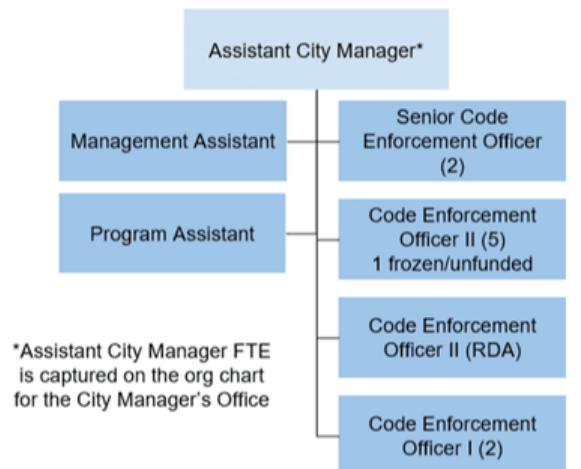 Assistant City Manager*
Management Assistant
Senior Code
Enforcement Officer
(2)
Program Assistant
Code Enforcement
Officer II (5)
1 frozen/unfunded
Code Enforcement
Officer II (RDA)
*Assistant City Manager FTE
is captured on the org chart
for the City Manager's Office
Code Enforcement
Officer I (2)